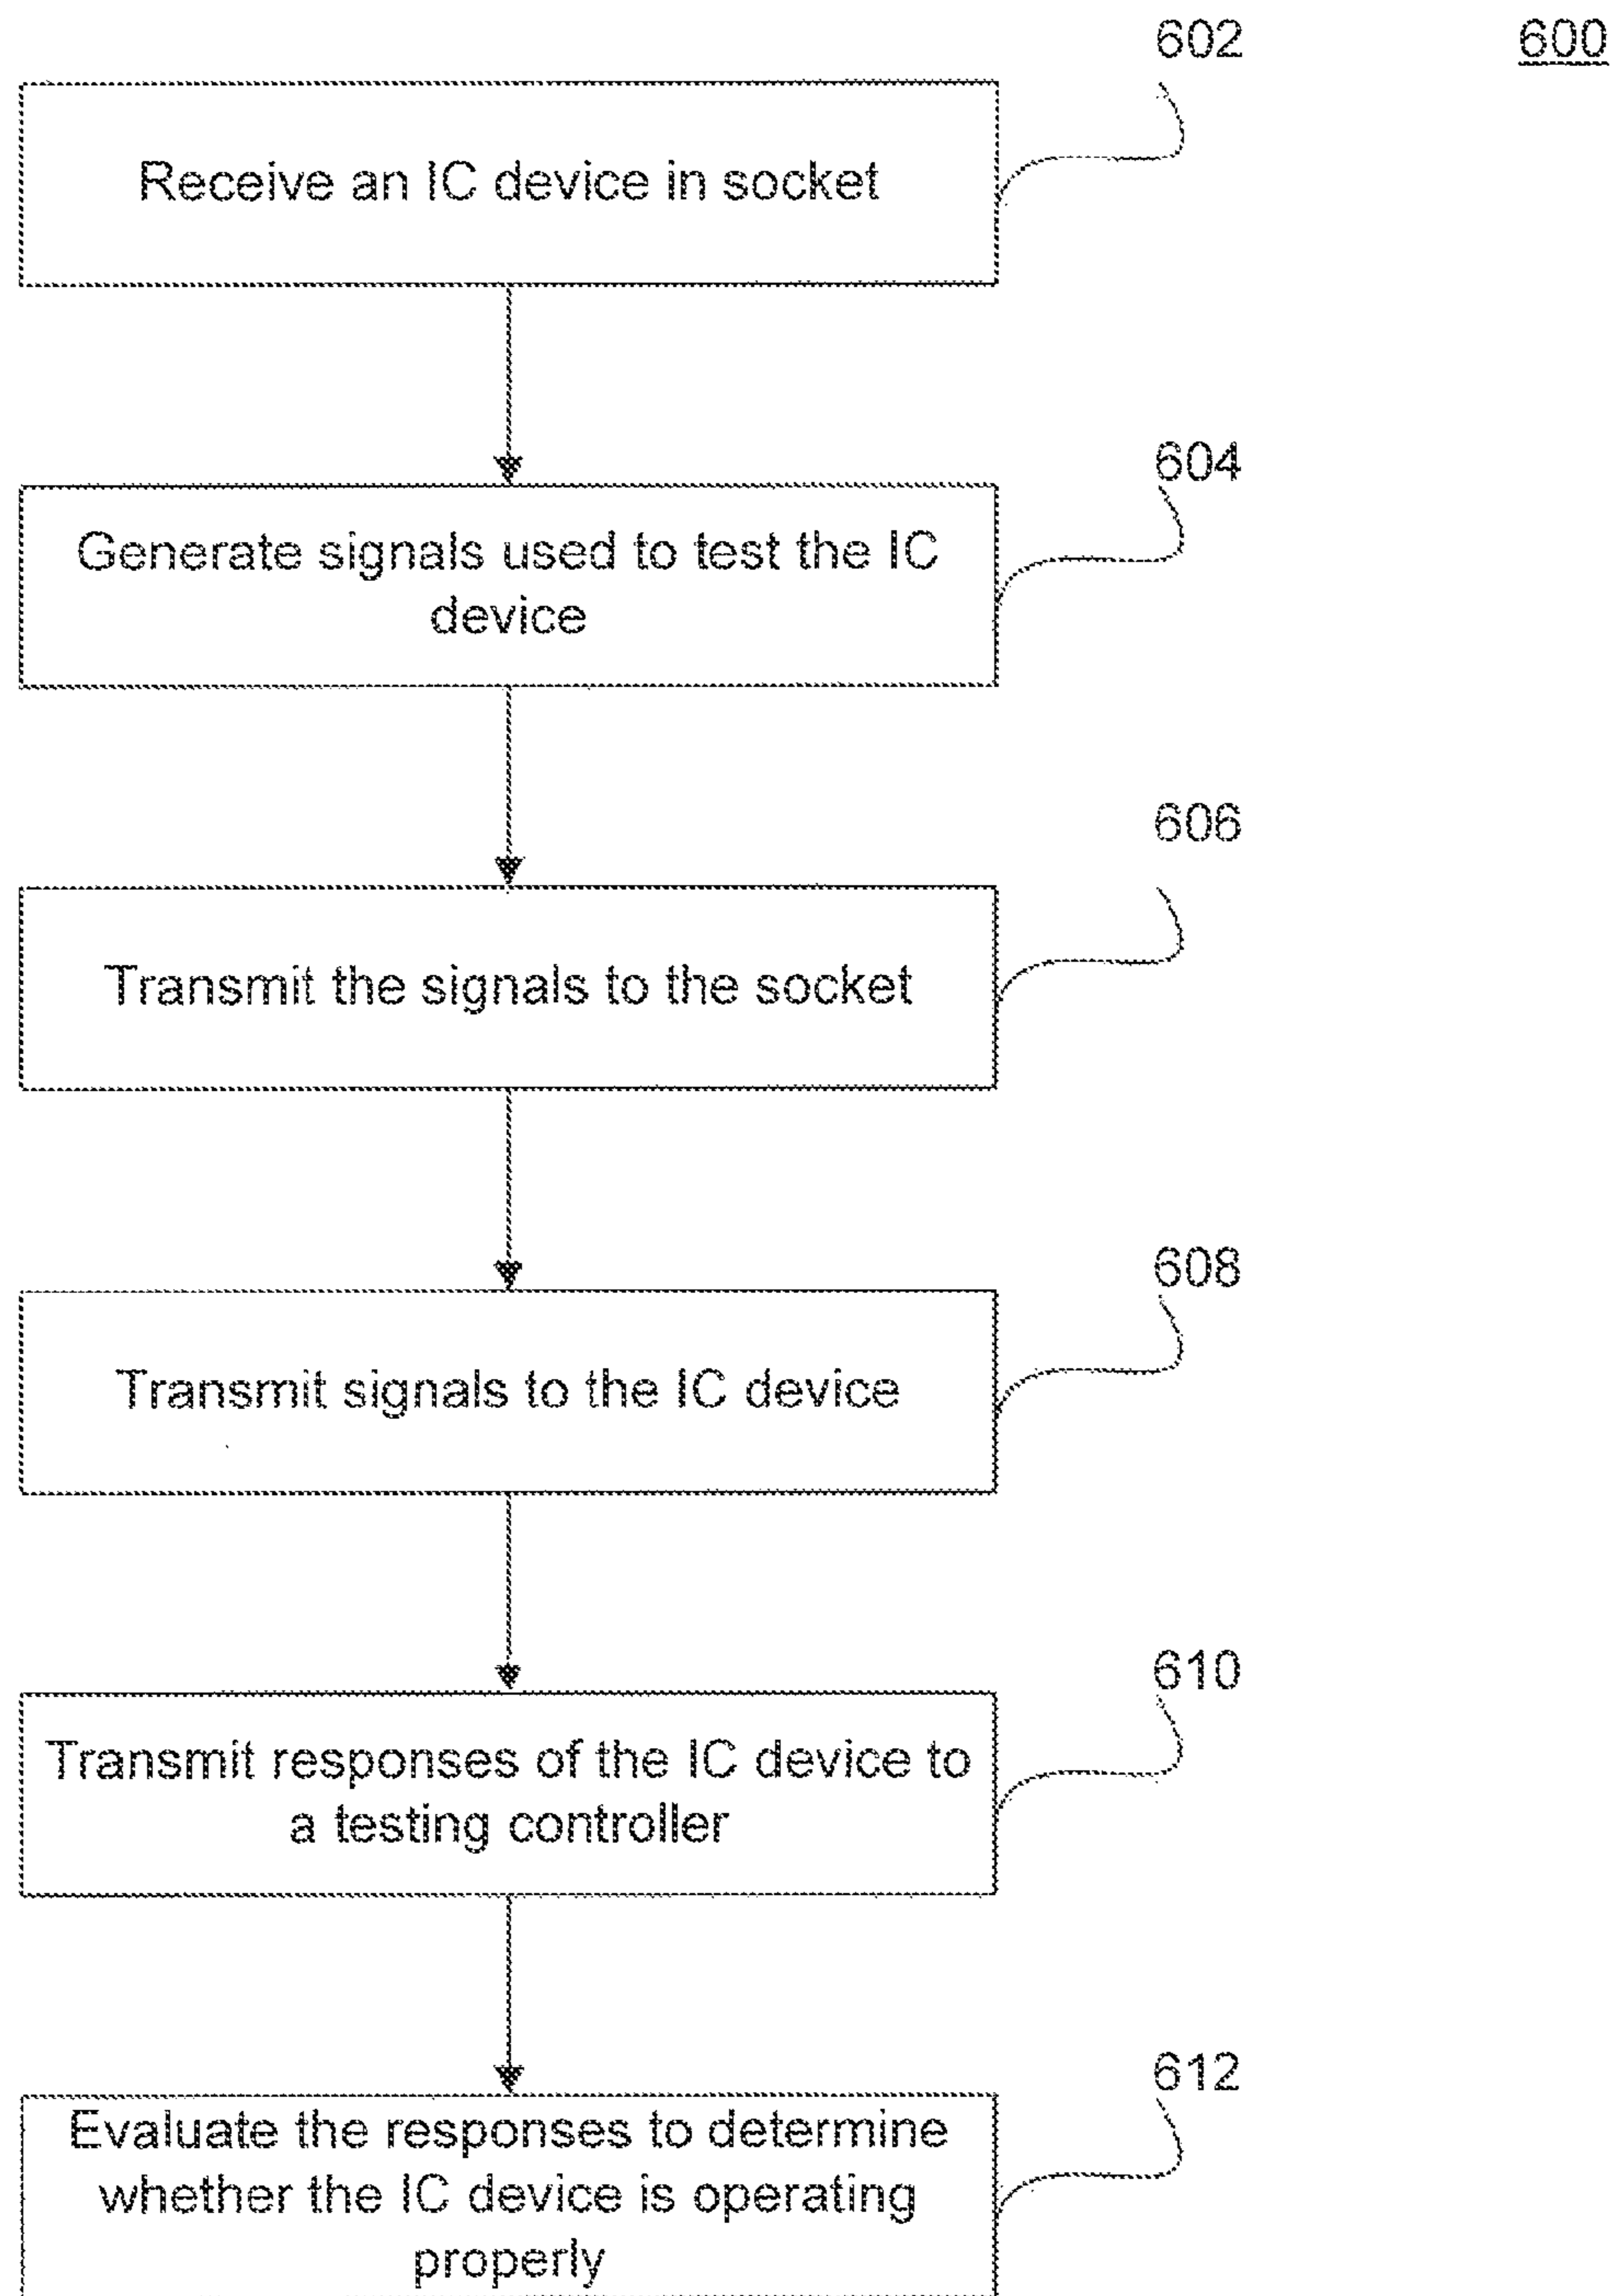 602
600
Receive an IC device in socket
604
Generate signals used to test the IC
device
606
Transmit the signals to the socket
608
Transmit signals to the IC device
610
Transmit responses of the IC device to
a testing controller
612
Evaluate the responses to determine
whether the IC device is operating
properly